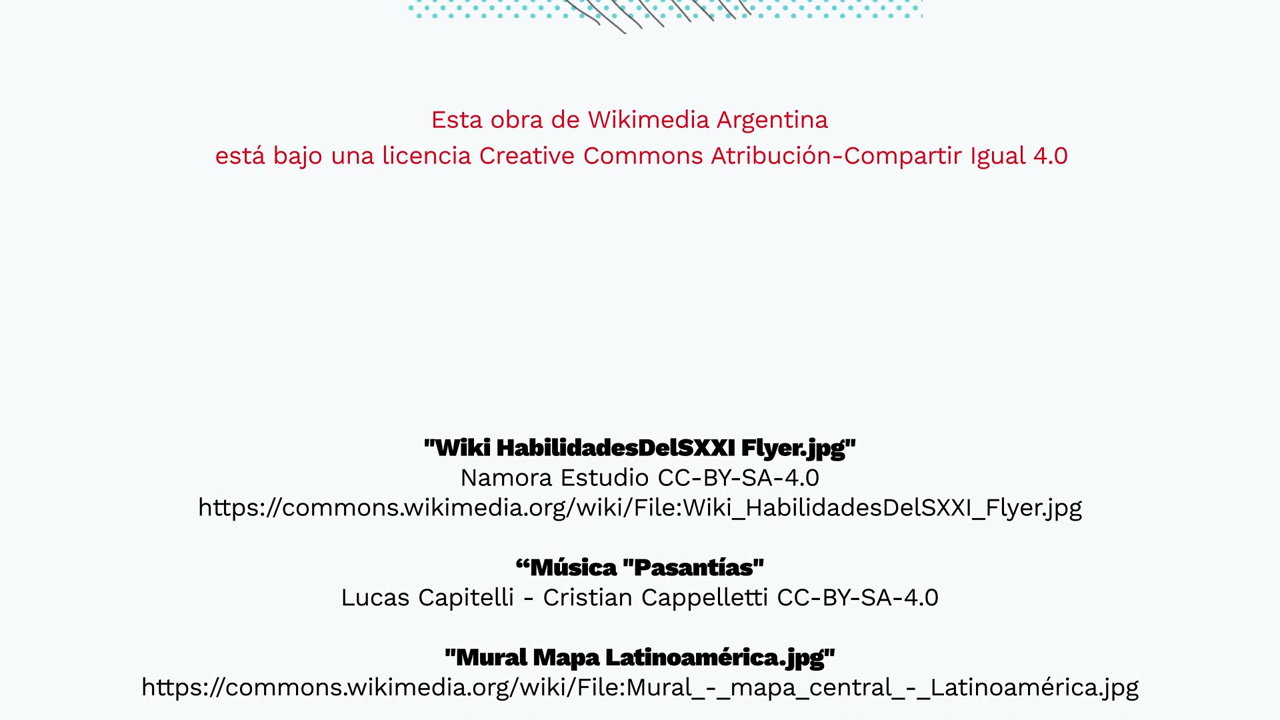 Esta obra de Wikimedia Argentina
está bajo una licencia Creative Commons Atribución-Compartir Igual 4.0
"Wiki HabilidadesDelSXXI Flyer.jpg"
Namora Estudio CC-BY-SA-4.0
https://commons.wikimedia.org/wiki/File:Wiki_HabilidadesDelSXXI_Flyer.jpg
“Música "Pasantías"
Lucas Capitelli - Cristian Cappelletti CC-BY-SA-4.0
"Mural Mapa Latinoamérica.jpg"
https://commons.wikimedia.org/wiki/File:Mural_-_mapa_central_-_Latinoamérica.jpg